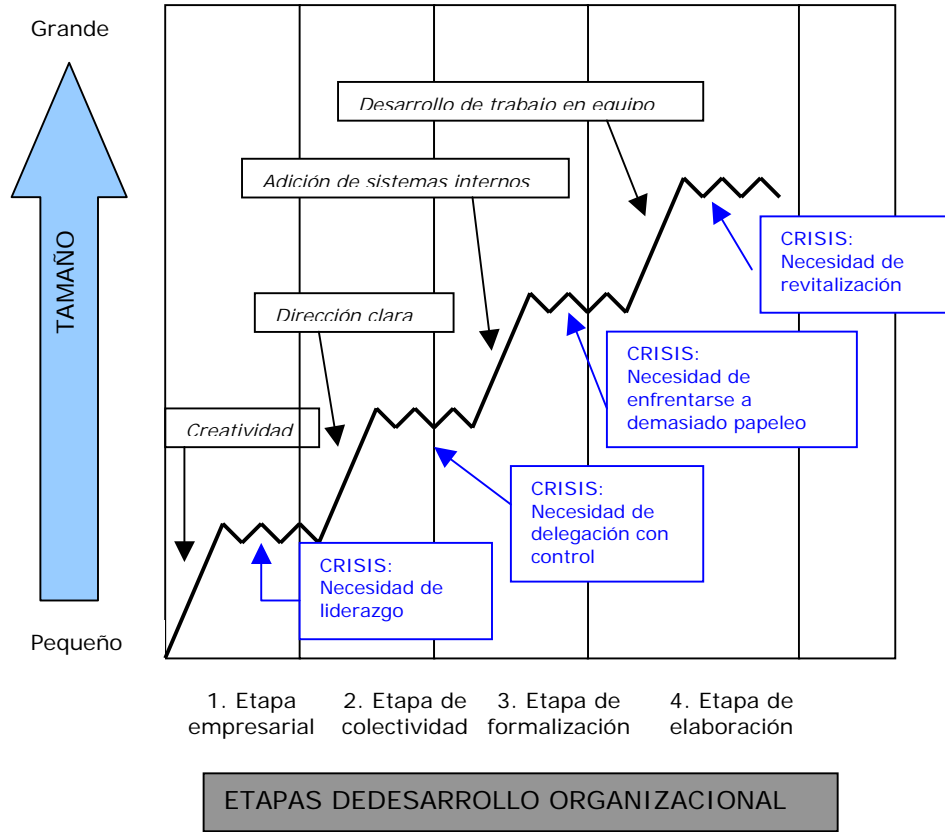 Grande
Desarrollo de trabajo en equipo
Adición de sistemas internos
TAMAÑO
CRISIS:
Necesidad de
revitalización
Dirección clara
CRISIS:
Necesidad de
enfrentarse a
demasiado papeleo
Creatividad
CRISIS:
Necesidad de
delegación con
control
CRISIS:
Necesidad de
liderazgo
Pequeño
1. Etapa
empresarial
2. Etapa de
colectividad
3. Etapa de
formalización
4. Etapa de
elaboración
ETAPAS DEDESARROLLO ORGANIZACIONAL